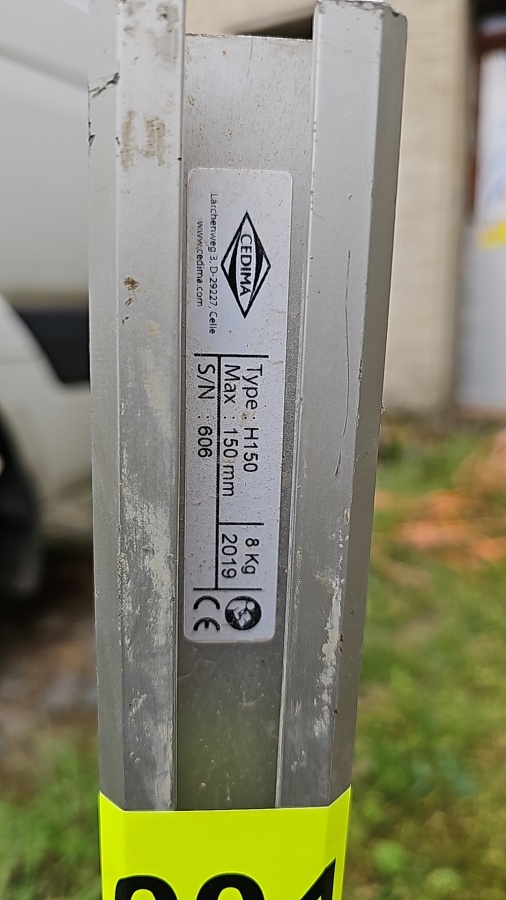 CEDIMA
Lärchenweg 3, D-29227, Celle
www.cedima.com
Type : H150
8 Kg
Max : 150 mm
2019
S/N : 606
CE